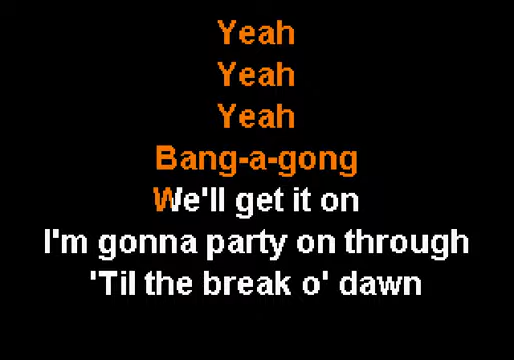 Yeah
Yeah
Yeah
Bang-a-gong
We'll get it on
I'm gonna party on through
'Til the break o' dawn